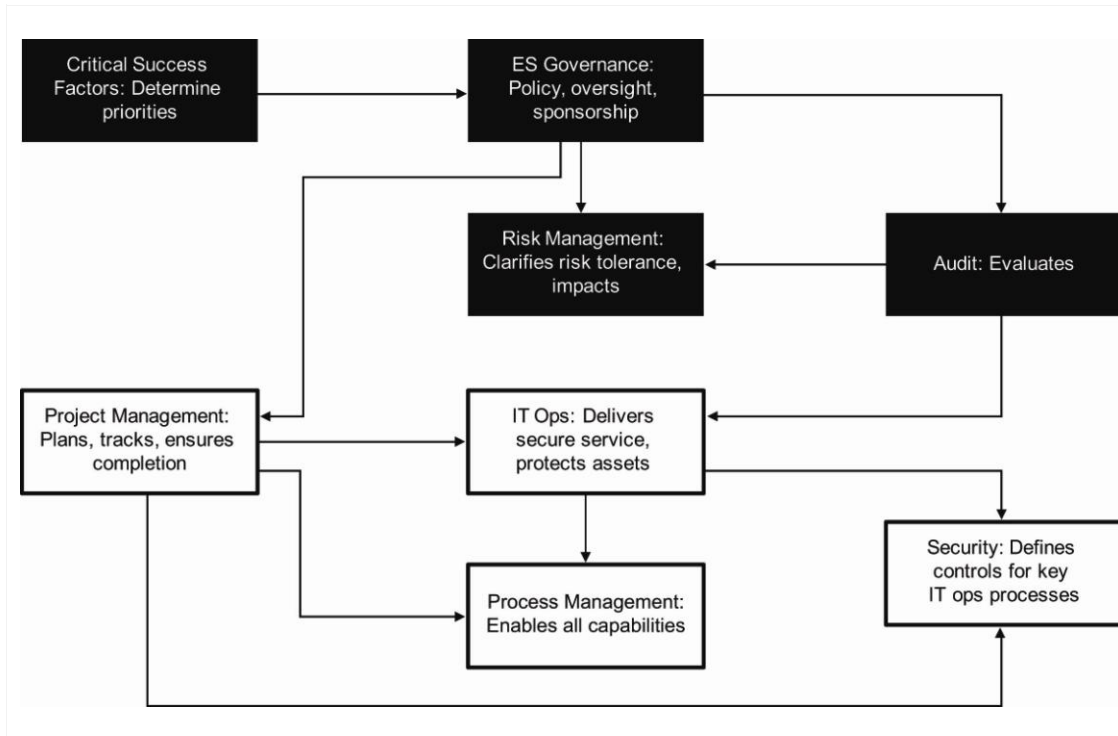 Critical Success
Factors: Determine
priorities
ES Governance:
Policy, oversight,
sponsorship
Risk Management:
Clarifies risk tolerance,
impacts
Audit: Evaluates
Project Management:
Plans, tracks, ensures
completion
IT Ops: Delivers
secure service,
protects assets
Security: Defines
controls for key
IT ops processes
Process Management:
Enables all capabilities